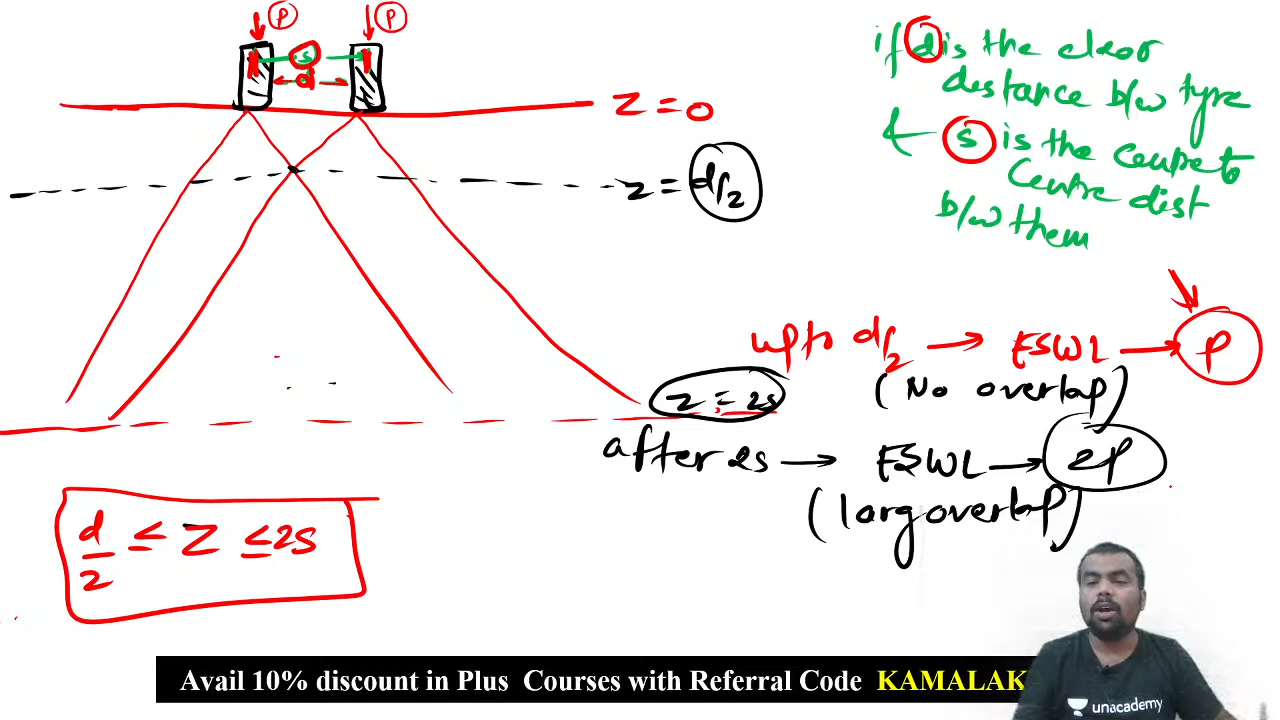 P P
s
d
Z = 0
Z = d/2
if d is the clear
distance b/w tyre
& s is the centre to
Centre dist
b/w them
upto d/2 → ESWL → P
(No overlap)
Z = 2s
after 2s → ESWL → 2P
(larg overlap)
d/2 ≤ Z ≤ 2s
Avail 10% discount in Plus Courses with Referral Code KAMALAK
unacademy